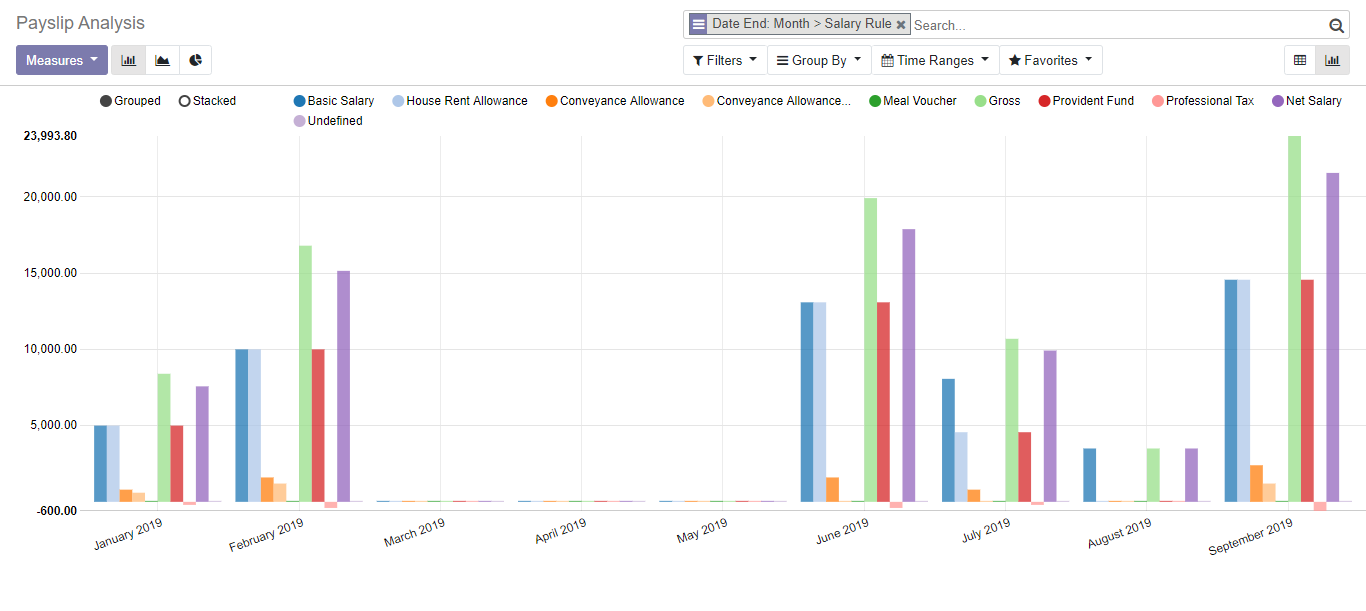 Payslip Analysis
Date End: Month > Salary Rule
Search...
Measures
Filters
Group By
Time Ranges
Favorites
Grouped
Stacked
Basic Salary
House Rent Allowance
Conveyance Allowance
Conveyance Allowance...
Meal Voucher
Gross
Provident Fund
Professional Tax
Net Salary
Undefined
23,993.80
20,000.00
15,000.00
10,000.00
5,000.00
-600.00
January 2019
February 2019
March 2019
April 2019
May 2019
June 2019
July 2019
August 2019
September 2019